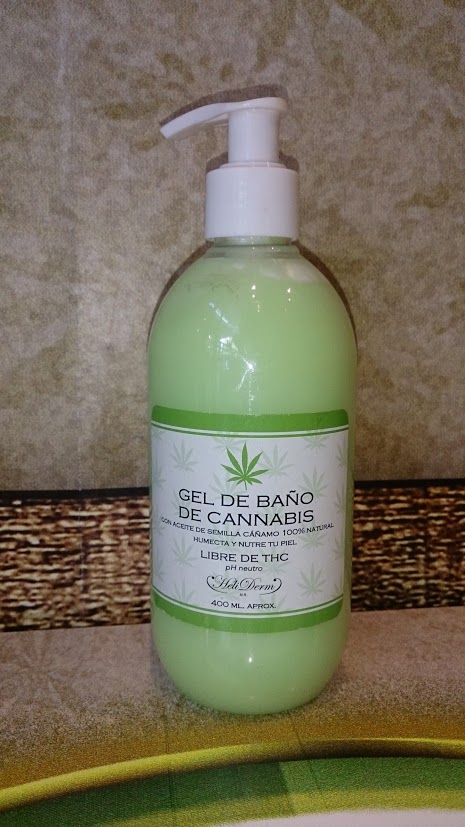 GEL DE BAÑO
DE CANNABIS
CON ACEITE DE SEMILLA CÁÑAMO 100% NATURAL
HUMECTA Y NUTRE TU PIEL
LIBRE DE THC
pH neutro
HeliDerm
M.R.
400 ML. APROX.